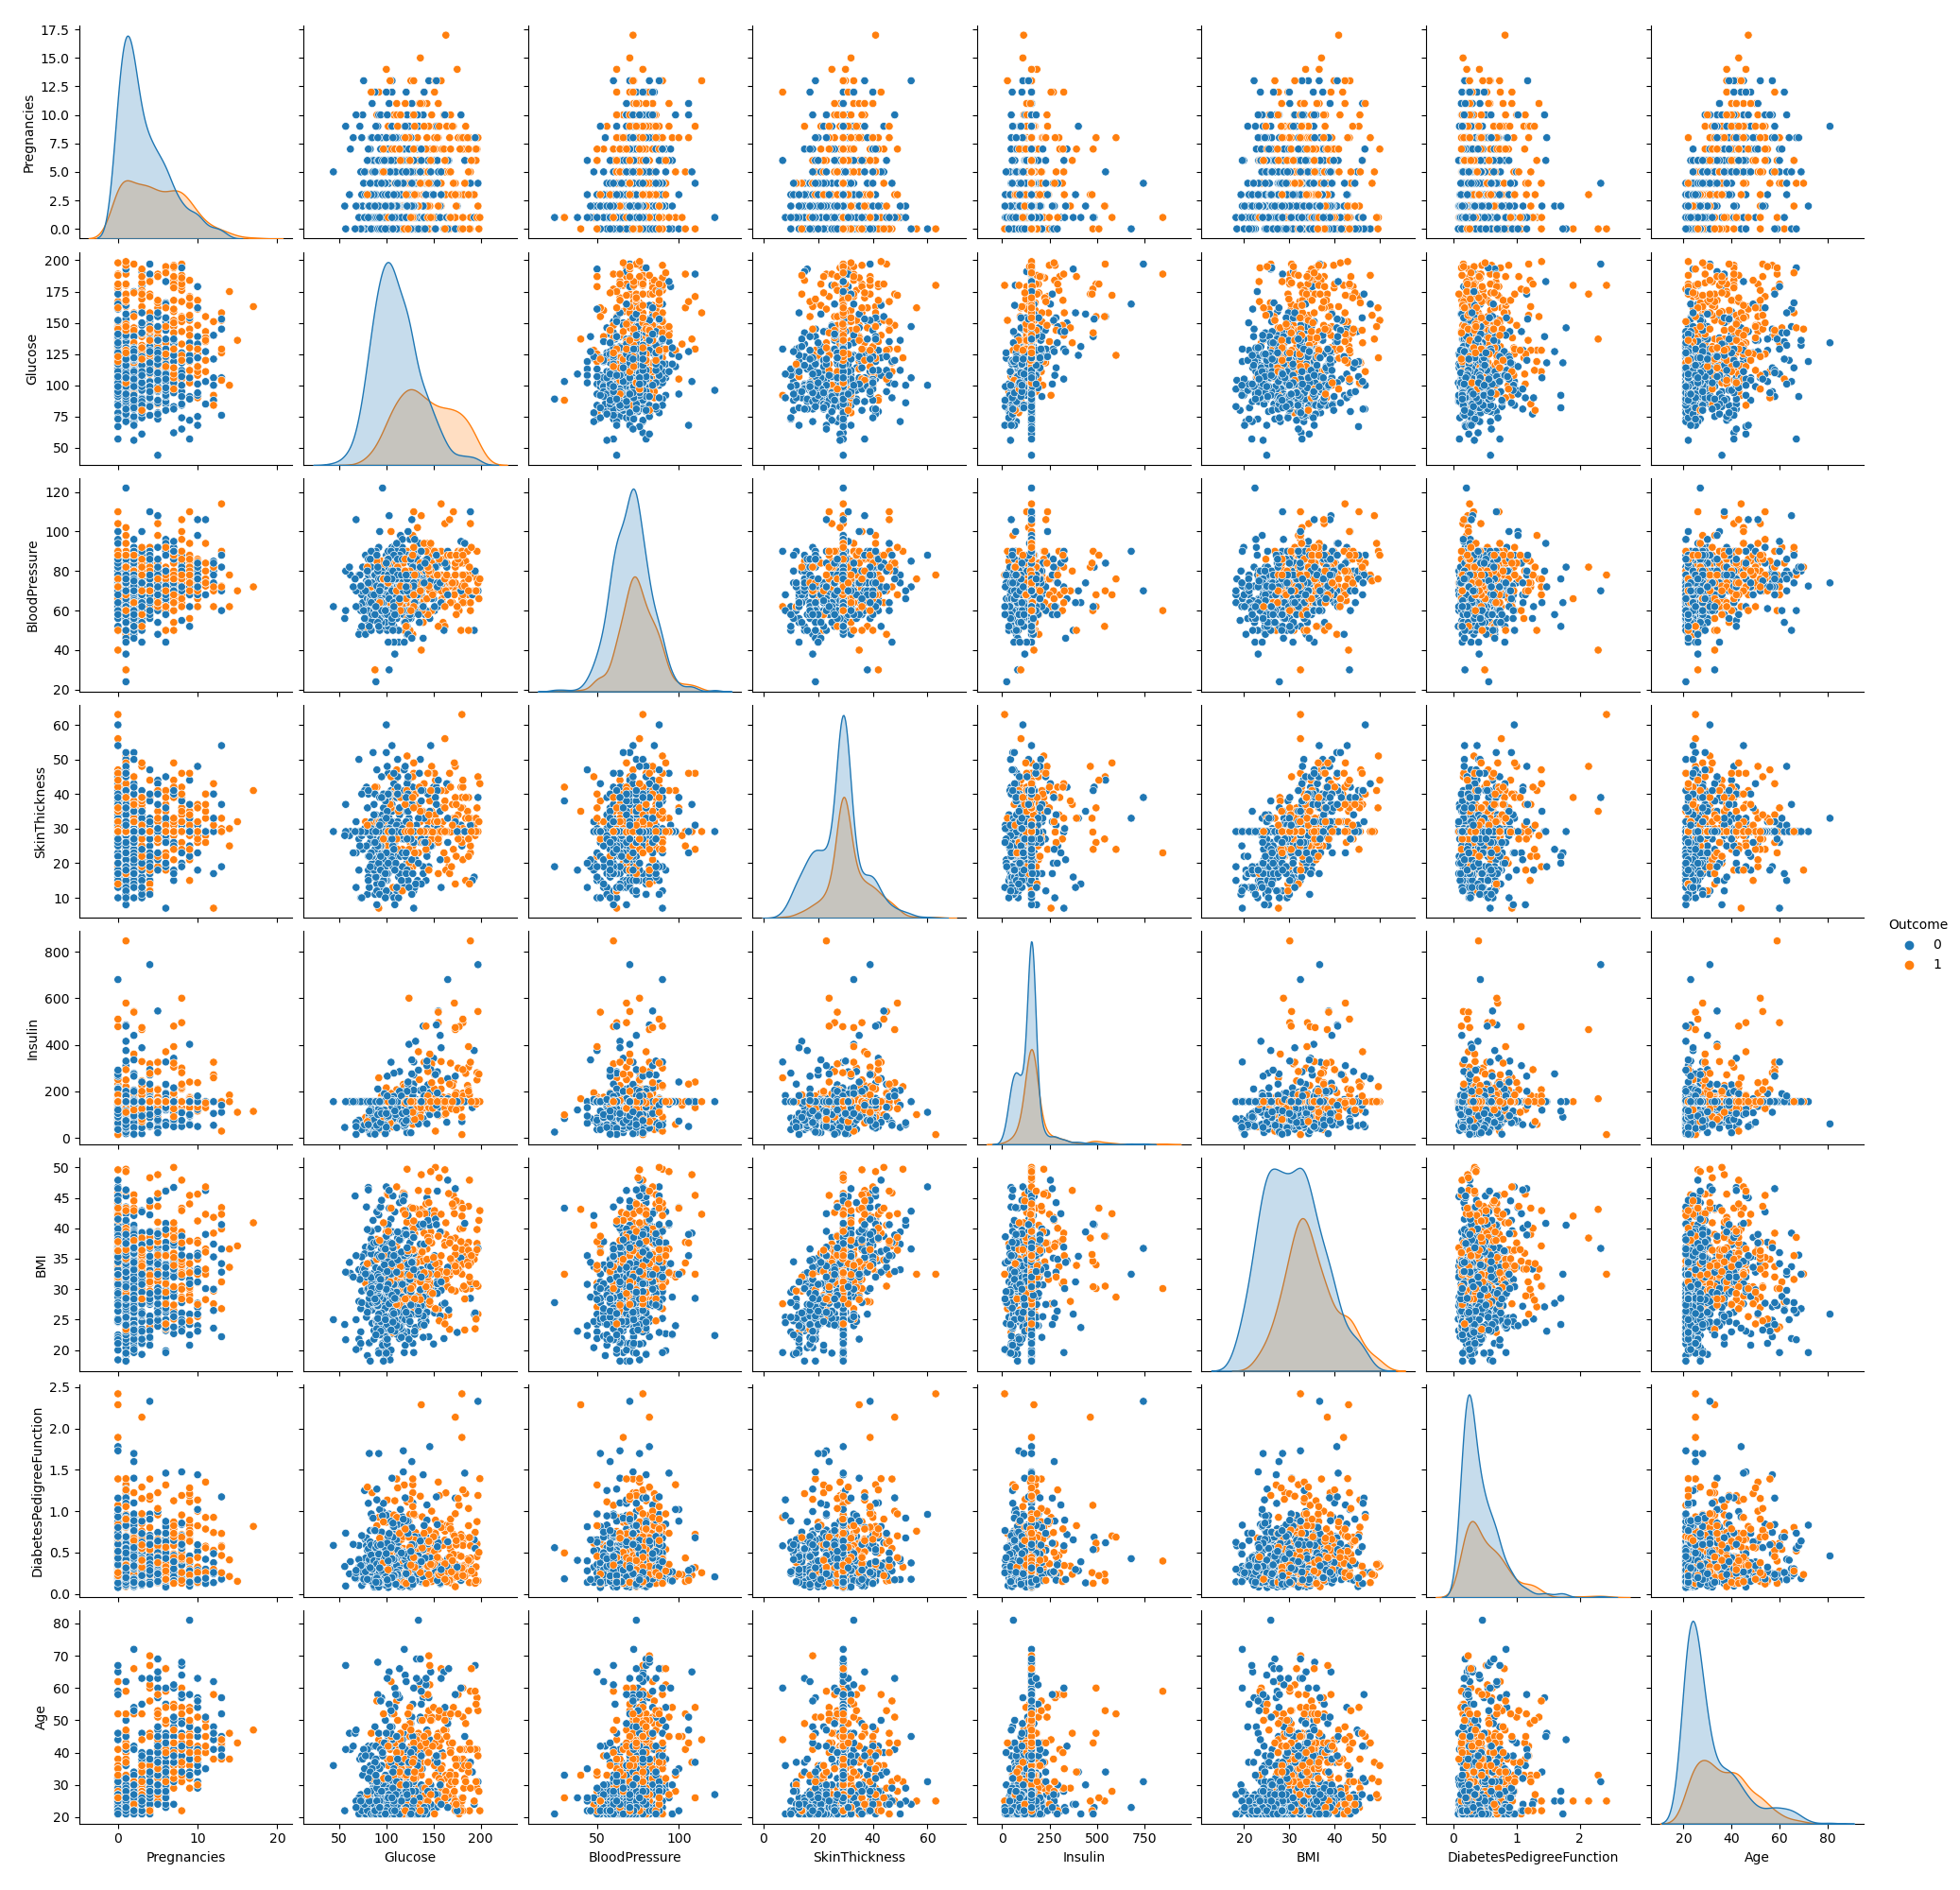 17.5
15.0
12.5
10.0
7.5
5.0
2.5
0.0
Pregnancies
200
175
150
125
100
75
50
Glucose
120
100
80
60
40
20
BloodPressure
60
50
40
30
20
10
SkinThickness
800
600
400
200
0
Insulin
50
45
40
35
30
25
20
BMI
2.5
2.0
1.5
1.0
0.5
0.0
DiabetesPedigreeFunction
80
70
60
50
40
30
20
Age
0 10 20
50 100 150 200
50 100
0 20 40 60
0 250 500 750
20 30 40 50
0 1 2
20 40 60 80
Pregnancies
Glucose
BloodPressure
SkinThickness
Insulin
BMI
DiabetesPedigreeFunction
Age
Outcome
0
1